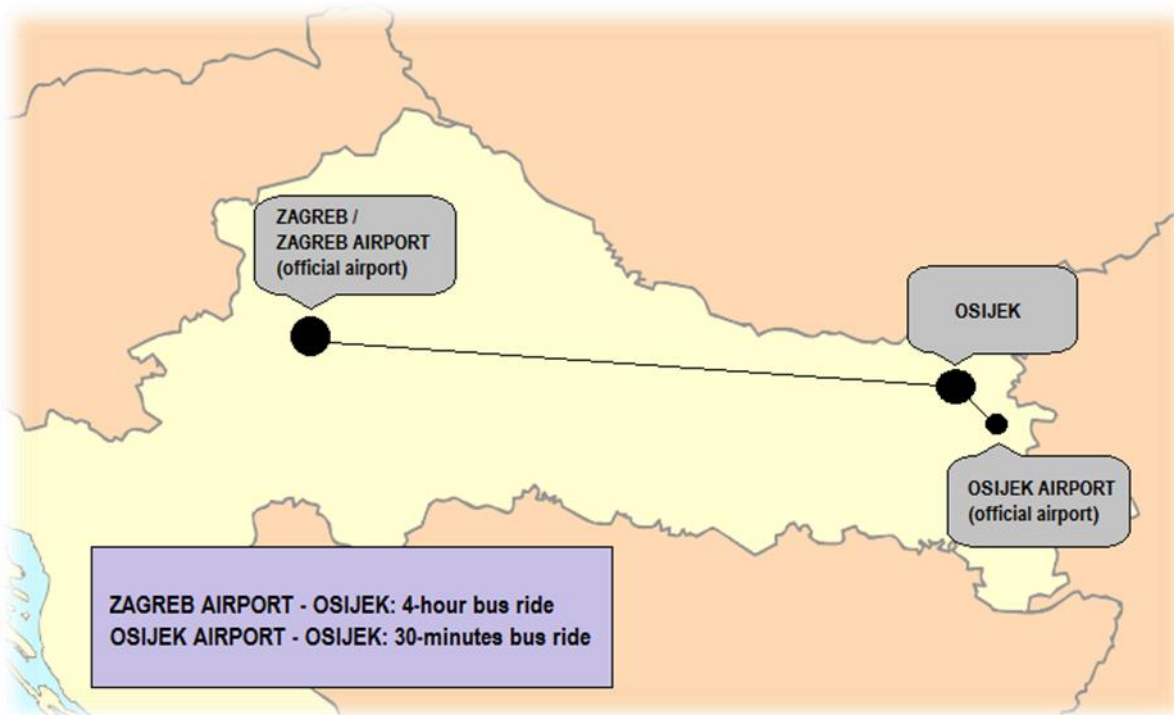 ZAGREB /
ZAGREB AIRPORT
(official airport)
OSIJEK
OSIJEK AIRPORT
(official airport)
ZAGREB AIRPORT - OSIJEK: 4-hour bus ride
OSIJEK AIRPORT - OSIJEK: 30-minutes bus ride